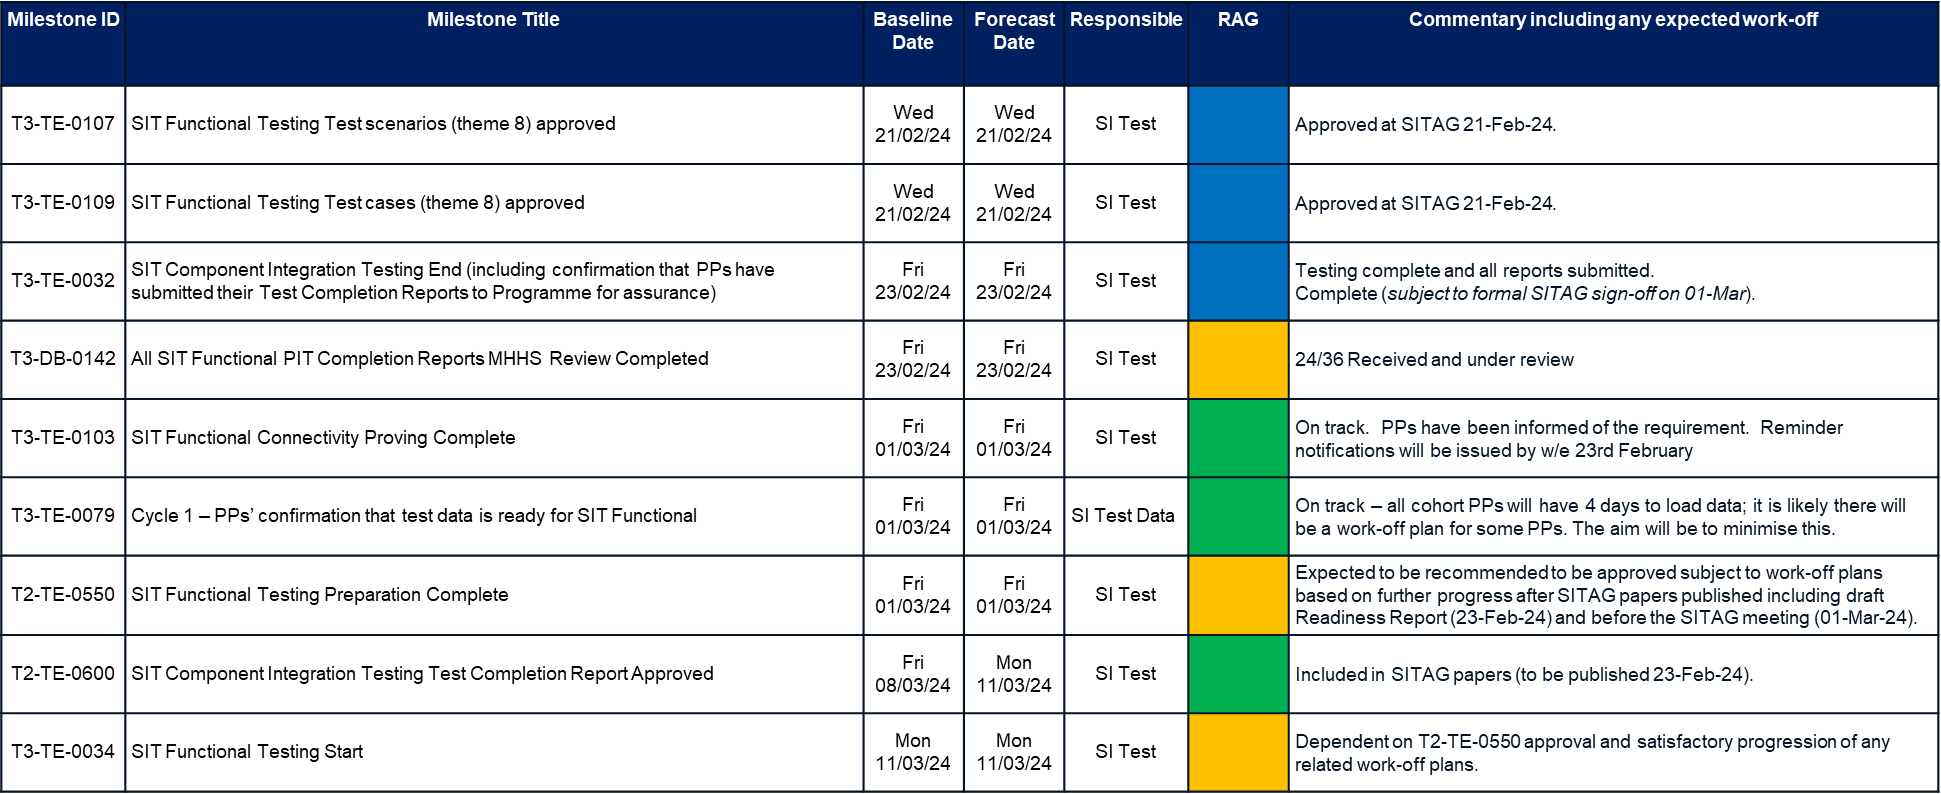 Milestone ID
Milestone Title
Baseline
Date
Forecast
Date
Responsible
RAG
Commentary including any expected work-off
T3-TE-0107
SIT Functional Testing Test scenarios (theme 8) approved
Wed
21/02/24
Wed
21/02/24
SI Test
Approved at SITAG 21-Feb-24.
T3-TE-0109
SIT Functional Testing Test cases (theme 8) approved
Wed
21/02/24
Wed
21/02/24
SI Test
Approved at SITAG 21-Feb-24.
T3-TE-0032
SIT Component Integration Testing End (including confirmation that PPs have
submitted their Test Completion Reports to Programme for assurance)
Fri
23/02/24
Fri
23/02/24
SI Test
Testing complete and all reports submitted.
Complete (subject to formal SITAG sign-off on 01-Mar).
T3-DB-0142
All SIT Functional PIT Completion Reports MHHS Review Completed
Fri
23/02/24
Fri
23/02/24
SI Test
24/36 Received and under review
T3-TE-0103
SIT Functional Connectivity Proving Complete
Fri
01/03/24
Fri
01/03/24
SI Test
On track. PPs have been informed of the requirement. Reminder
notifications will be issued by w/e 23rd February
T3-TE-0079
Cycle 1 – PPs' confirmation that test data is ready for SIT Functional
Fri
01/03/24
Fri
01/03/24
SI Test Data
On track – all cohort PPs will have 4 days to load data; it is likely there will
be a work-off plan for some PPs. The aim will be to minimise this.
T2-TE-0550
SIT Functional Testing Preparation Complete
Fri
01/03/24
Fri
01/03/24
SI Test
Expected to be recommended to be approved subject to work-off plans
based on further progress after SITAG papers published including draft
Readiness Report (23-Feb-24) and before the SITAG meeting (01-Mar-24).
T2-TE-0600
SIT Component Integration Testing Test Completion Report Approved
Fri
08/03/24
Mon
11/03/24
SI Test
Included in SITAG papers (to be published 23-Feb-24).
T3-TE-0034
SIT Functional Testing Start
Mon
11/03/24
Mon
11/03/24
SI Test
Dependent on T2-TE-0550 approval and satisfactory progression of any
related work-off plans.